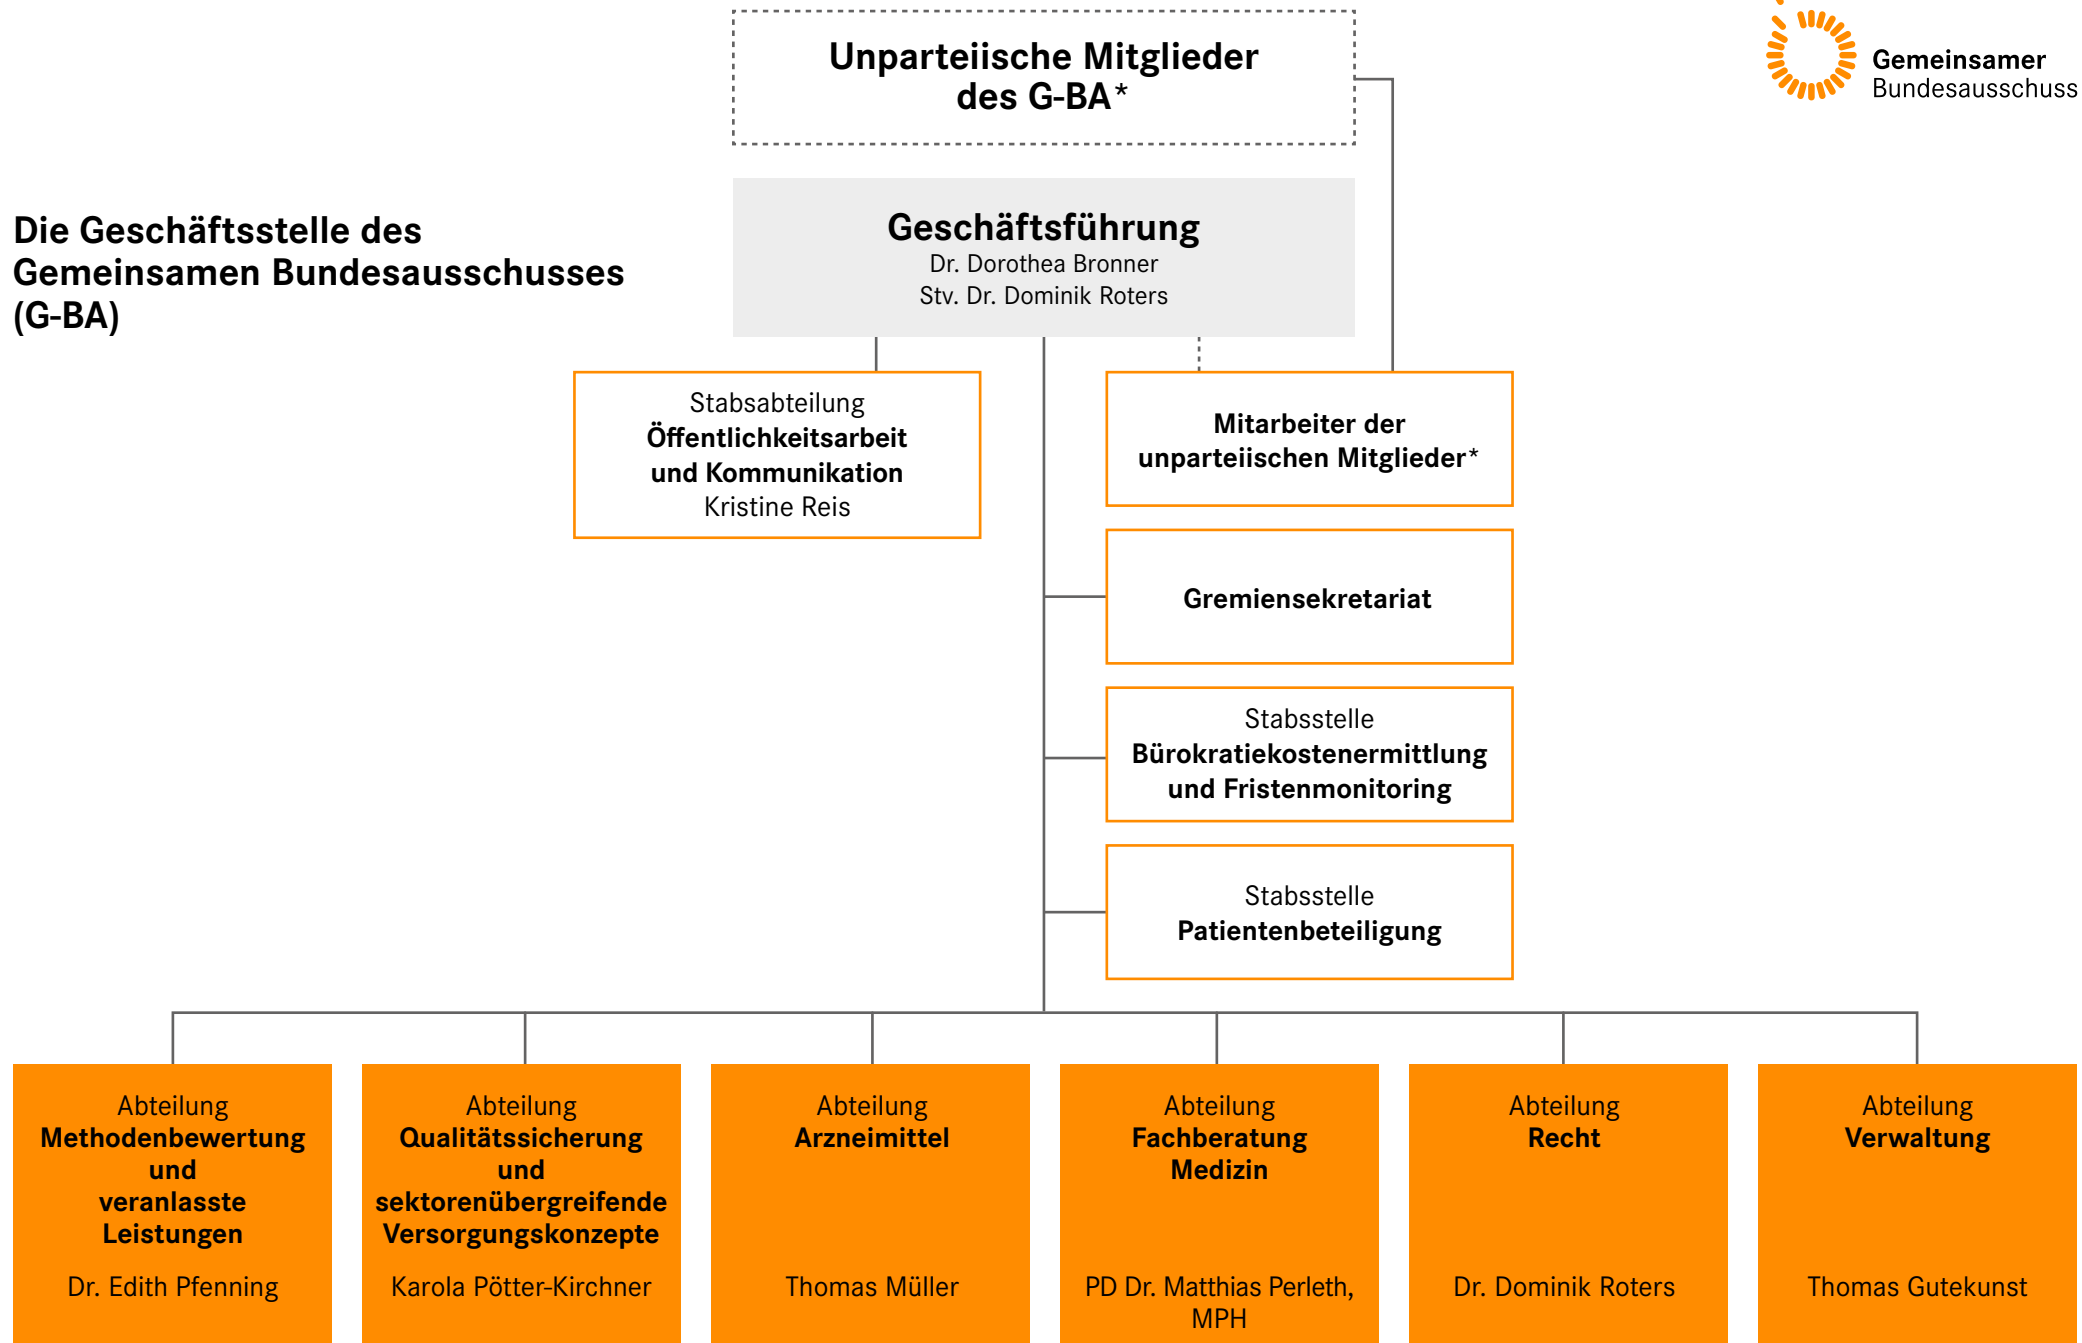 Unparteiische Mitglieder
des G-BA*
Gemeinsamer
Bundesausschuss
Die Geschäftsstelle des
Gemeinsamen Bundesausschusses
(G-BA)
Geschäftsführung
Dr. Dorothea Bronner
Stv. Dr. Dominik Roters
Stabsabteilung
Öffentlichkeitsarbeit
und Kommunikation
Kristine Reis
Mitarbeiter der
unparteiischen Mitglieder*
Gremiensekretariat
Stabsstelle
Bürokratiekostenermittlung
und Fristenmonitoring
Stabsstelle
Patientenbeteiligung
Abteilung
Methodenbewertung
und
veranlasste
Leistungen
Dr. Edith Pfenning
Abteilung
Qualitätssicherung
und
sektorenübergreifende
Versorgungskonzepte
Karola Pötter-Kirchner
Abteilung
Arzneimittel
Thomas Müller
Abteilung
Fachberatung
Medizin
PD Dr. Matthias Perleth,
MPH
Abteilung
Recht
Dr. Dominik Roters
Abteilung
Verwaltung
Thomas Gutekunst